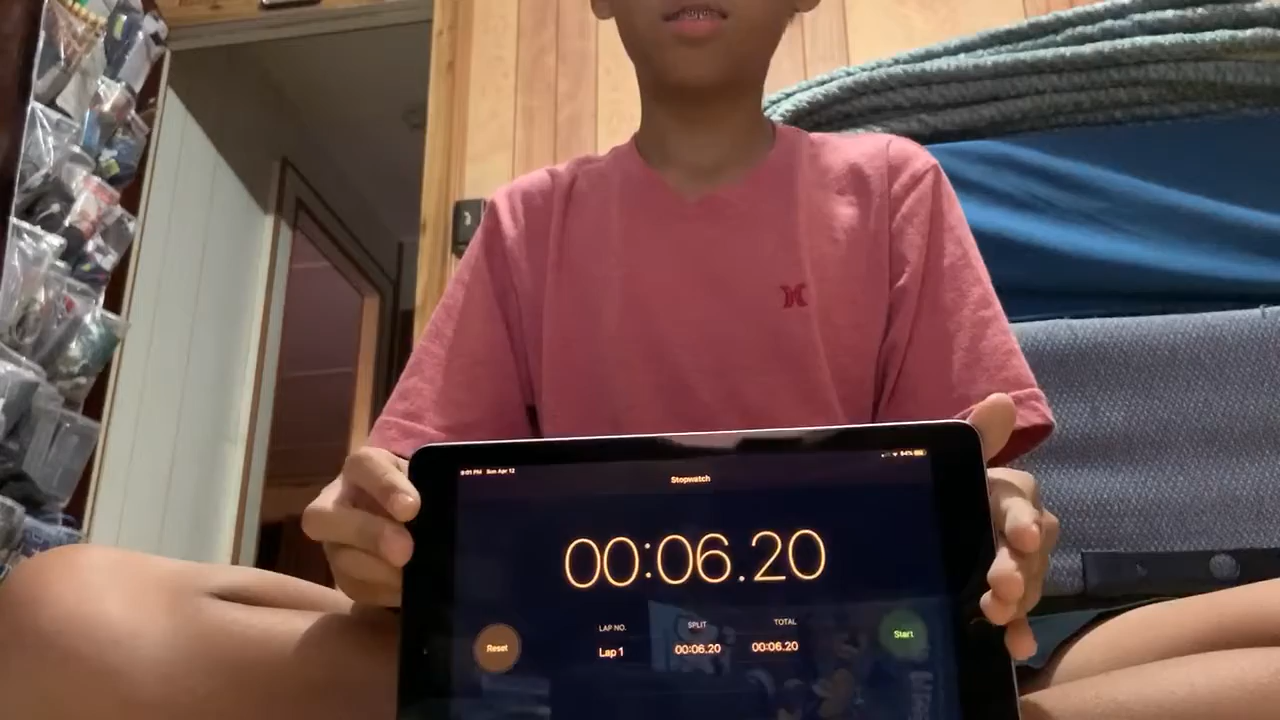 9:01 PM Sun Apr 12
94%
Stopwatch
00:06.20
LAP NO. SPLIT TOTAL
Lap 1 00:06.20 00:06.20
Reset
Start